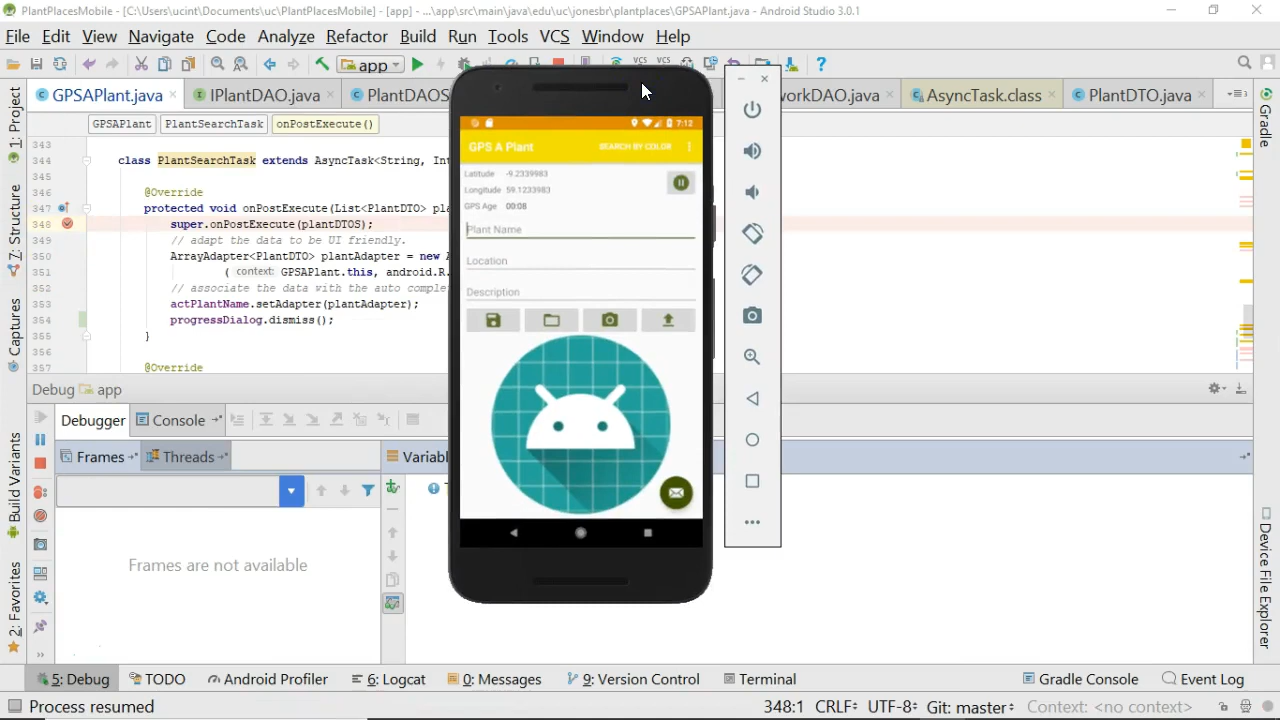 PlantPlacesMobile - [C:\Users\ucint\Documents\uc\PlantPlacesMobile] - [app] - ...\app\src\main\java\edu\uc\jonesbr\plantplaces\GPSAPlant.java - Android Studio 3.0.1
File Edit View Navigate Code Analyze Refactor Build Run Tools VCS Window Help
app VCS VCS
GPSAPlant.java IPlantDAO.java PlantDAOS workDAO.java AsyncTask.class PlantDTO.java
GPSAPlant PlantSearchTask onPostExecute()
343
344 class PlantSearchTask extends AsyncTask<String, Int
345
346 @Override
347 protected void onPostExecute(List<PlantDTO> pla
348 super.onPostExecute(plantDTOS);
349 // adapt the data to be UI friendly.
350 ArrayAdapter<PlantDTO> plantAdapter = new A
351 ( context: GPSAPlant.this, android.R.
352 // associate the data with the auto comple
353 actPlantName.setAdapter(plantAdapter);
354 progressDialog.dismiss();
355 }
356
357 @Override
7:12
GPS A Plant SEARCH BY COLOR
Latitude -9.2339983
Longitude 59.1233983
GPS Age 00:08
Plant Name
Location
Description
1: Project
Z: Structure
Captures
Build Variants
2: Favorites
Gradle
Device File Explorer
Debug app
Debugger Console
Frames Threads Variabl
Frames are not available
5: Debug TODO Android Profiler 6: Logcat 0: Messages 9: Version Control Terminal Gradle Console Event Log
Process resumed 348:1 CRLF UTF-8 Git: master Context: <no context>